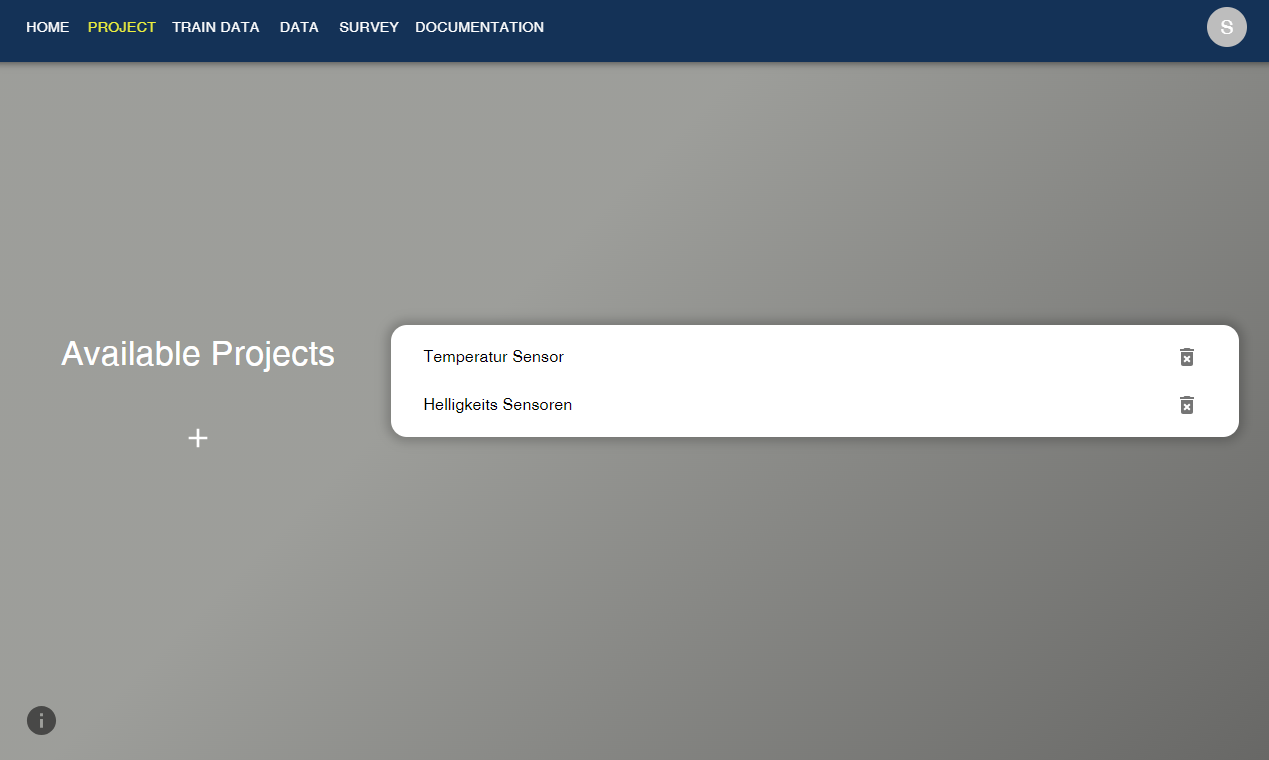 HOME PROJECT TRAIN DATA DATA SURVEY DOCUMENTATION S
Available Projects
Temperatur Sensor
Helligkeits Sensoren